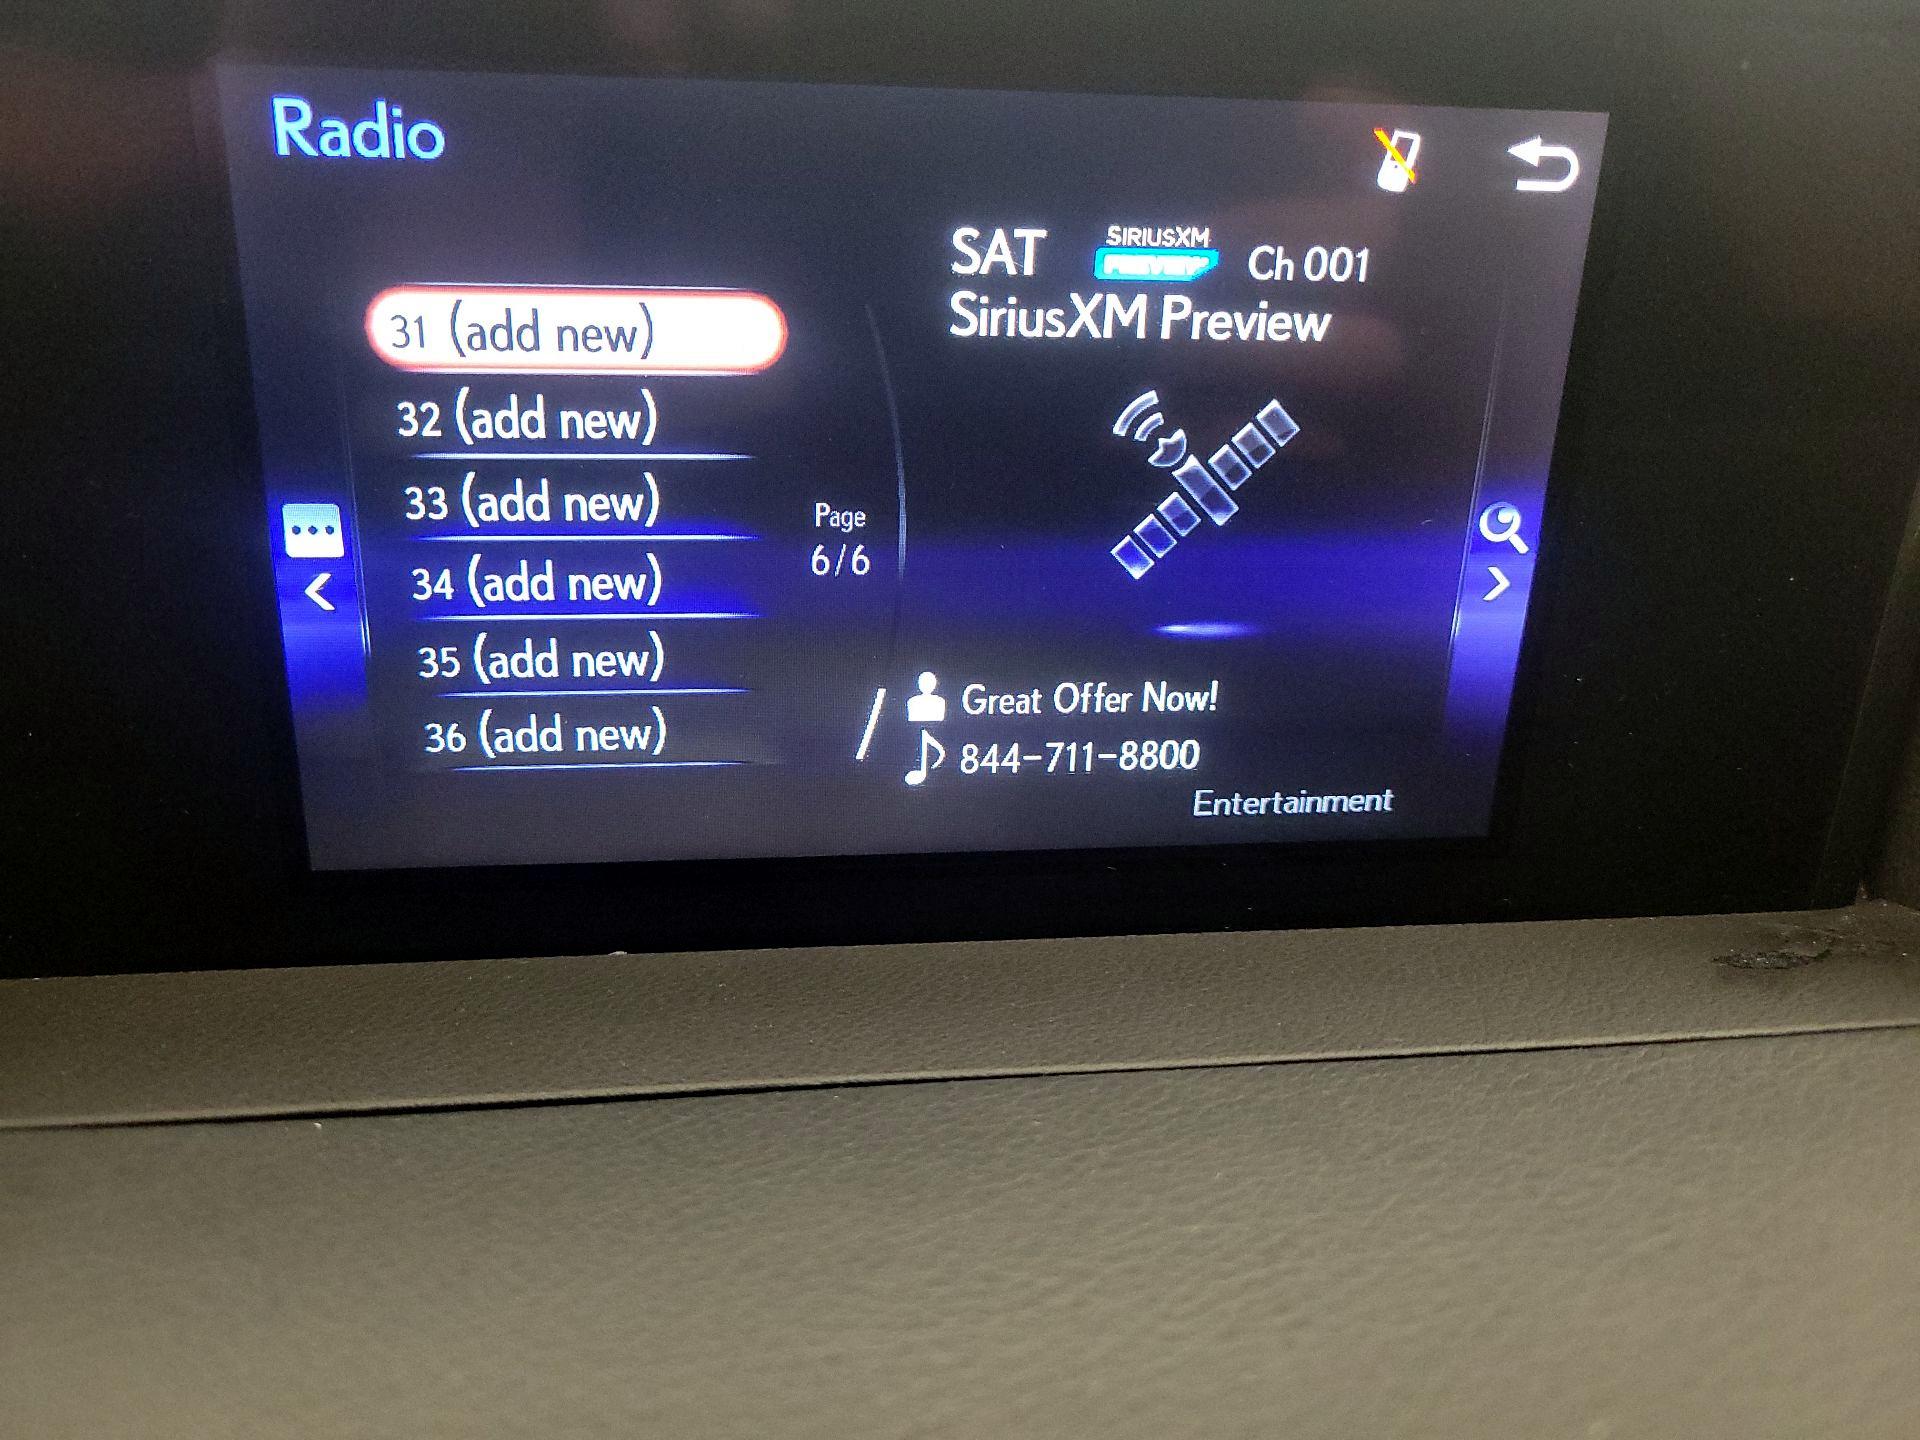 Radio
31 (add new)
32 (add new)
33 (add new)
34 (add new)
35 (add new)
36 (add new)
Page
6/6
SAT SIRIUSXM PREVIEW Ch 001
SiriusXM Preview
Great Offer Now!
844-711-8800
Entertainment